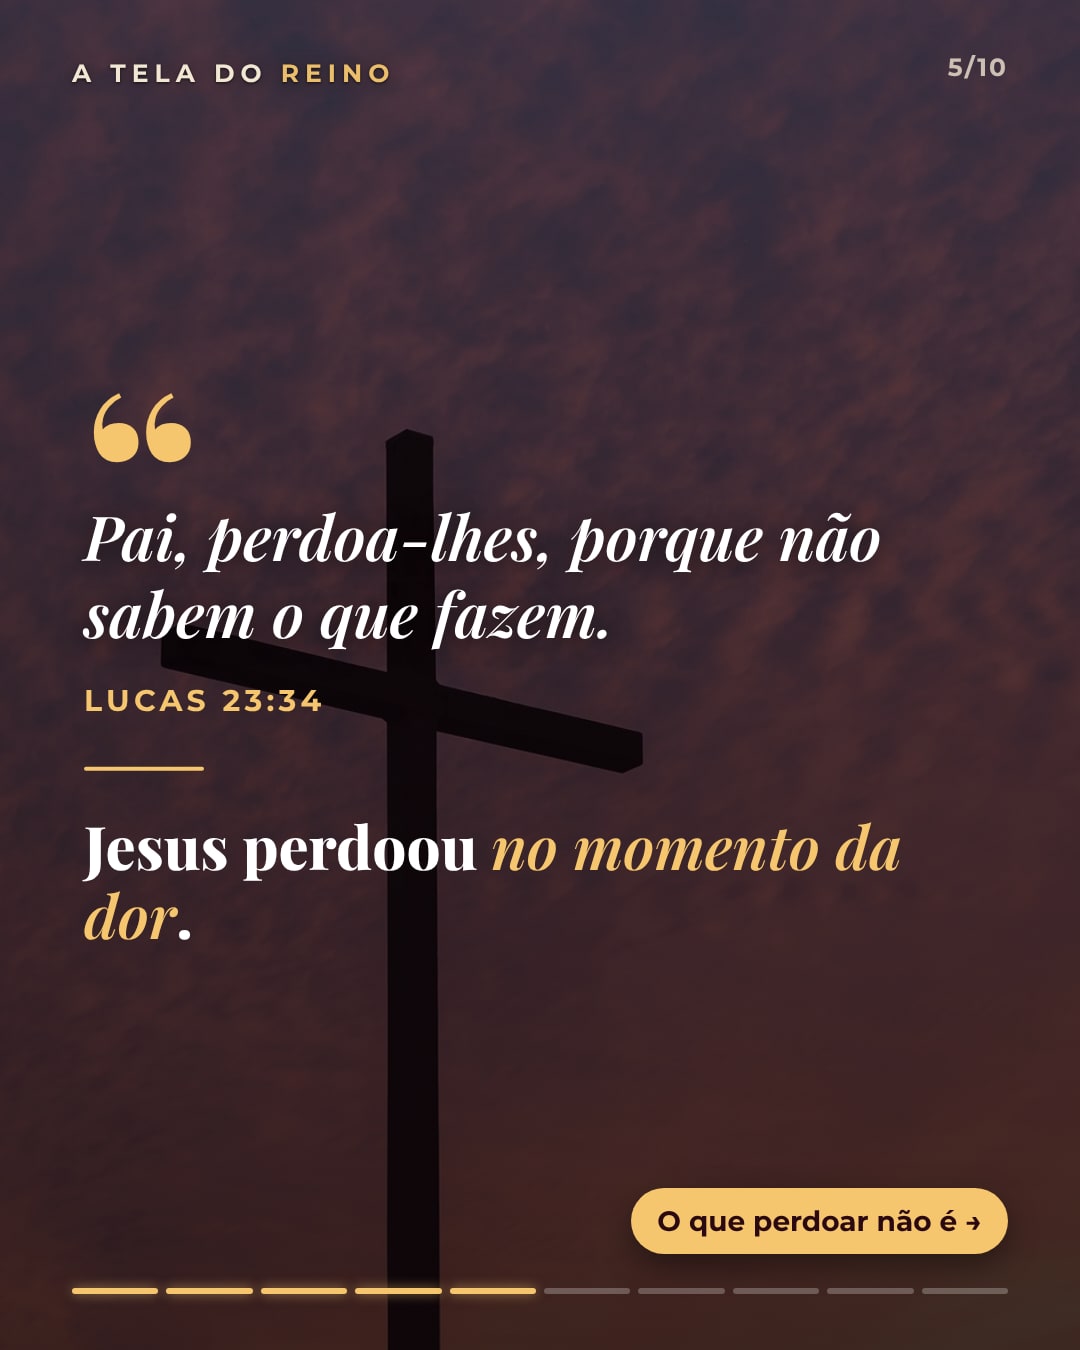 A TELA DO REINO
5/10
“
Pai, perdoa-lhes, porque não
sabem o que fazem.
LUCAS 23:34
Jesus perdoou no momento da
dor.
O que perdoar não é →